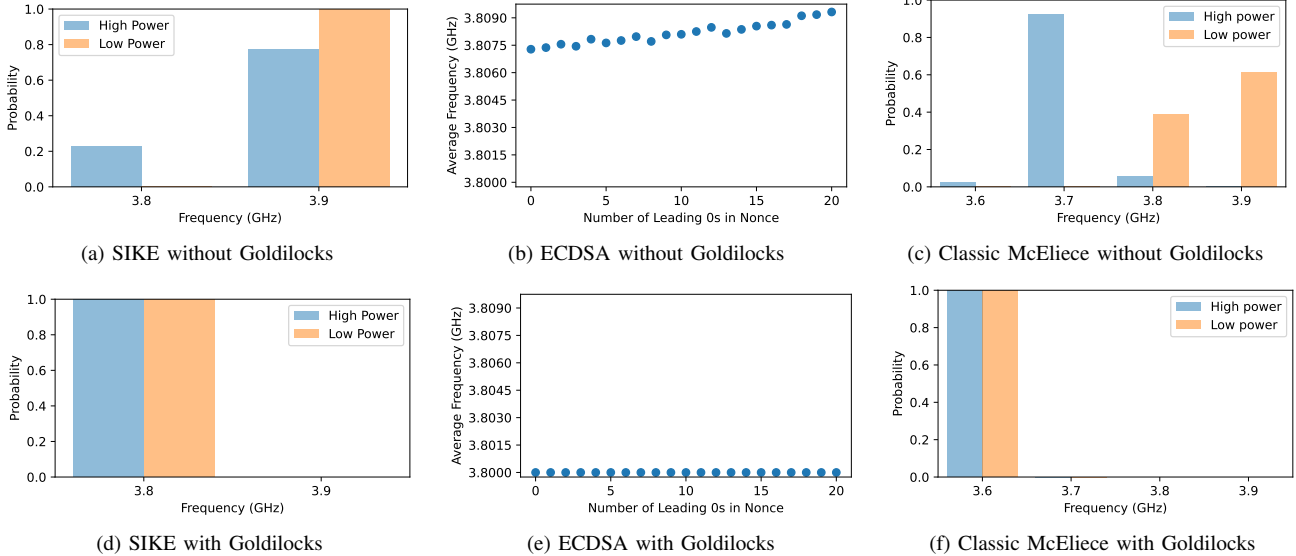 1.0
0.8
0.6
0.4
0.2
0.0
Probability
High Power
Low Power
3.8
3.9
Frequency (GHz)
(a) SIKE without Goldilocks
3.8090
3.8075
3.8060
3.8045
3.8030
3.8015
3.8000
Average Frequency (GHz)
0
5
10
15
20
Number of Leading 0s in Nonce
(b) ECDSA without Goldilocks
1.0
0.8
0.6
0.4
0.2
0.0
Probability
High power
Low power
3.6
3.7
3.8
3.9
Frequency (GHz)
(c) Classic McEliece without Goldilocks
1.0
0.8
0.6
0.4
0.2
0.0
Probability
High Power
Low Power
3.8
3.9
Frequency (GHz)
(d) SIKE with Goldilocks
3.8090
3.8075
3.8060
3.8045
3.8030
3.8015
3.8000
Average Frequency (GHz)
0
5
10
15
20
Number of Leading 0s in Nonce
(e) ECDSA with Goldilocks
1.0
0.8
0.6
0.4
0.2
0.0
Probability
High power
Low power
3.6
3.7
3.8
3.9
Frequency (GHz)
(f) Classic McEliece with Goldilocks